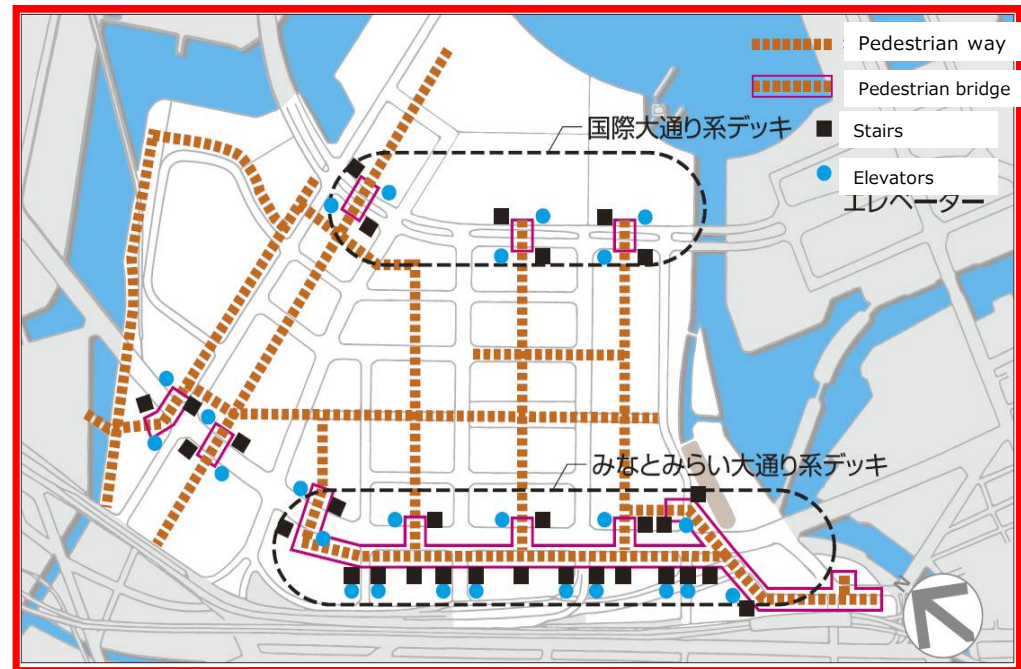 Pedestrian way
Pedestrian bridge
国際大通り系デッキ
Stairs
Elevators
エレベーター
みなとみらい大通り系デッキ
N